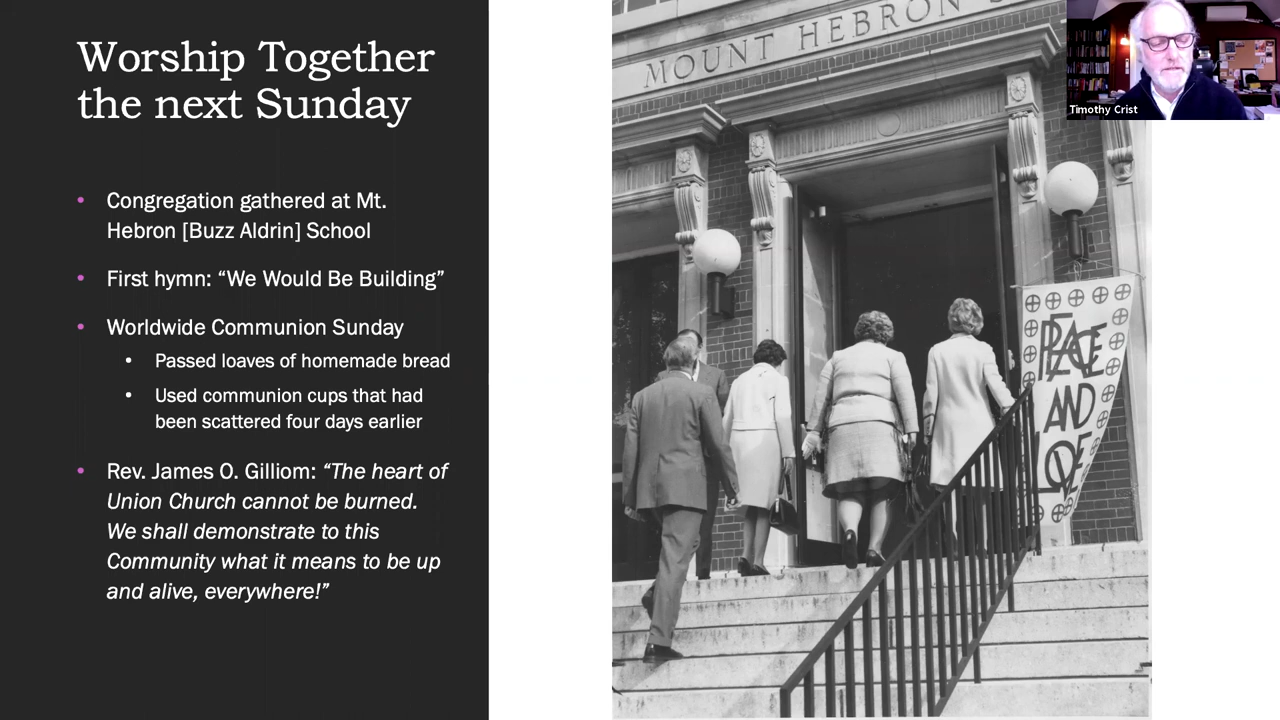 Worship Together
the next Sunday
• Congregation gathered at Mt.
Hebron [Buzz Aldrin] School
• First hymn: “We Would Be Building”
• Worldwide Communion Sunday
• Passed loaves of homemade bread
• Used communion cups that had
been scattered four days earlier
• Rev. James O. Gilliom: “The heart of
Union Church cannot be burned.
We shall demonstrate to this
Community what it means to be up
and alive, everywhere!”
MOUNT HEBRON S
PEACE
AND
LOVE
Timothy Crist